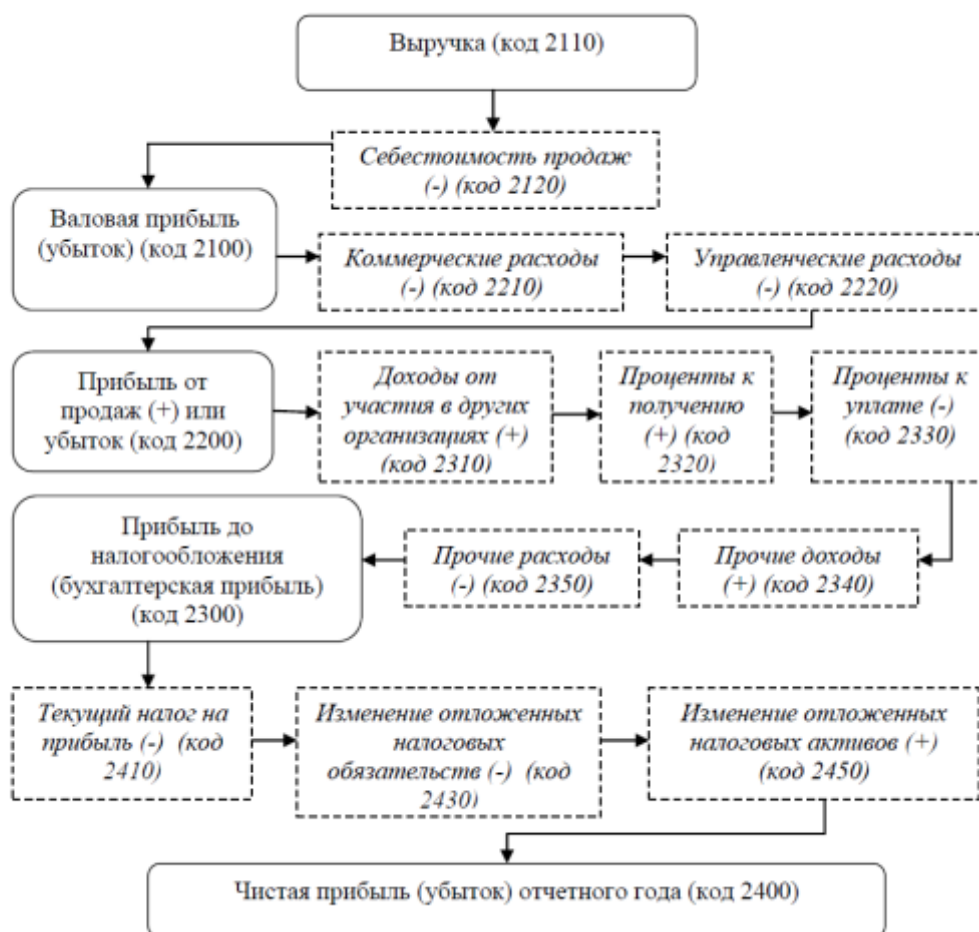 Выручка (код 2110)
Себестоимость продаж
(-) (код 2120)
Валовая прибыль
(убыток) (код 2100)
Коммерческие расходы
(-) (код 2210)
Управленческие расходы
(-) (код 2220)
Прибыль от
продаж (+) или
убыток (код 2200)
Доходы от
участия в других
организациях (+)
(код 2310)
Проценты к
получению
(+) (код
2320)
Проценты к
уплате (-)
(код 2330)
Прибыль до
налогообложения
(бухгалтерская прибыль)
(код 2300)
Прочие расходы
(-) (код 2350)
Прочие доходы
(+) (код 2340)
Текущий налог на
прибыль (-) (код
2410)
Изменение отложенных
налоговых
обязательств (-) (код
2430)
Изменение отложенных
налоговых активов (+)
(код 2450)
Чистая прибыль (убыток) отчетного года (код 2400)